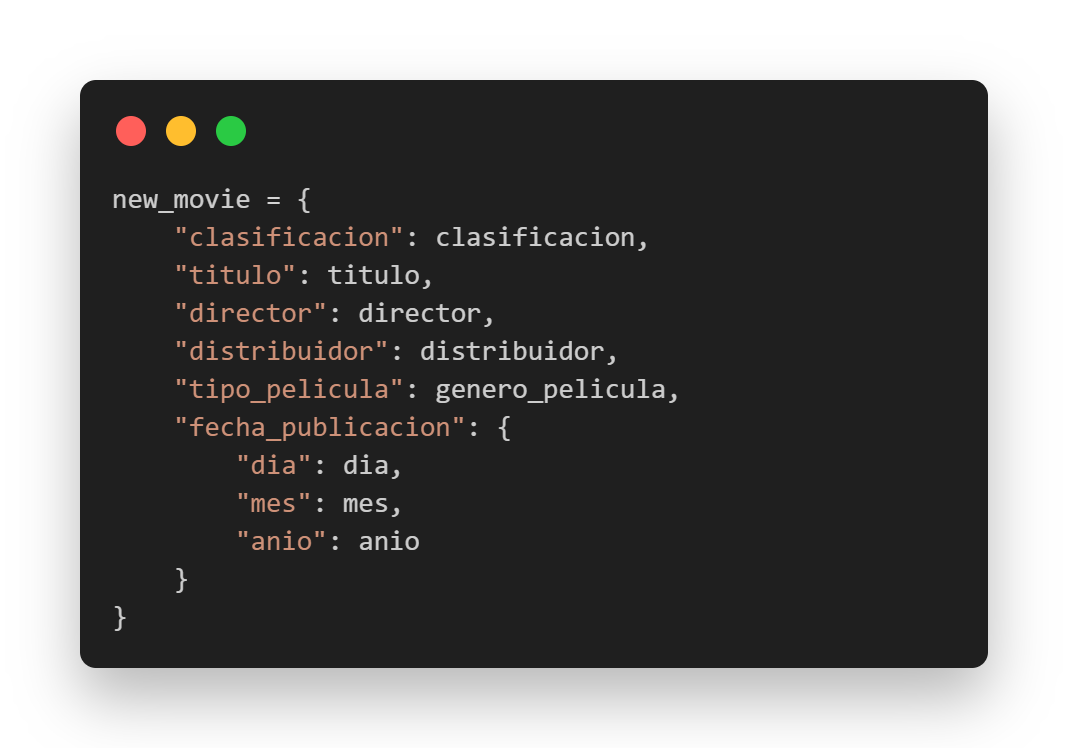 new_movie = {
    "clasificacion": clasificacion,
    "titulo": titulo,
    "director": director,
    "distribuidor": distribuidor,
    "tipo_pelicula": genero_pelicula,
    "fecha_publicacion": {
        "dia": dia,
        "mes": mes,
        "anio": anio
    }
}